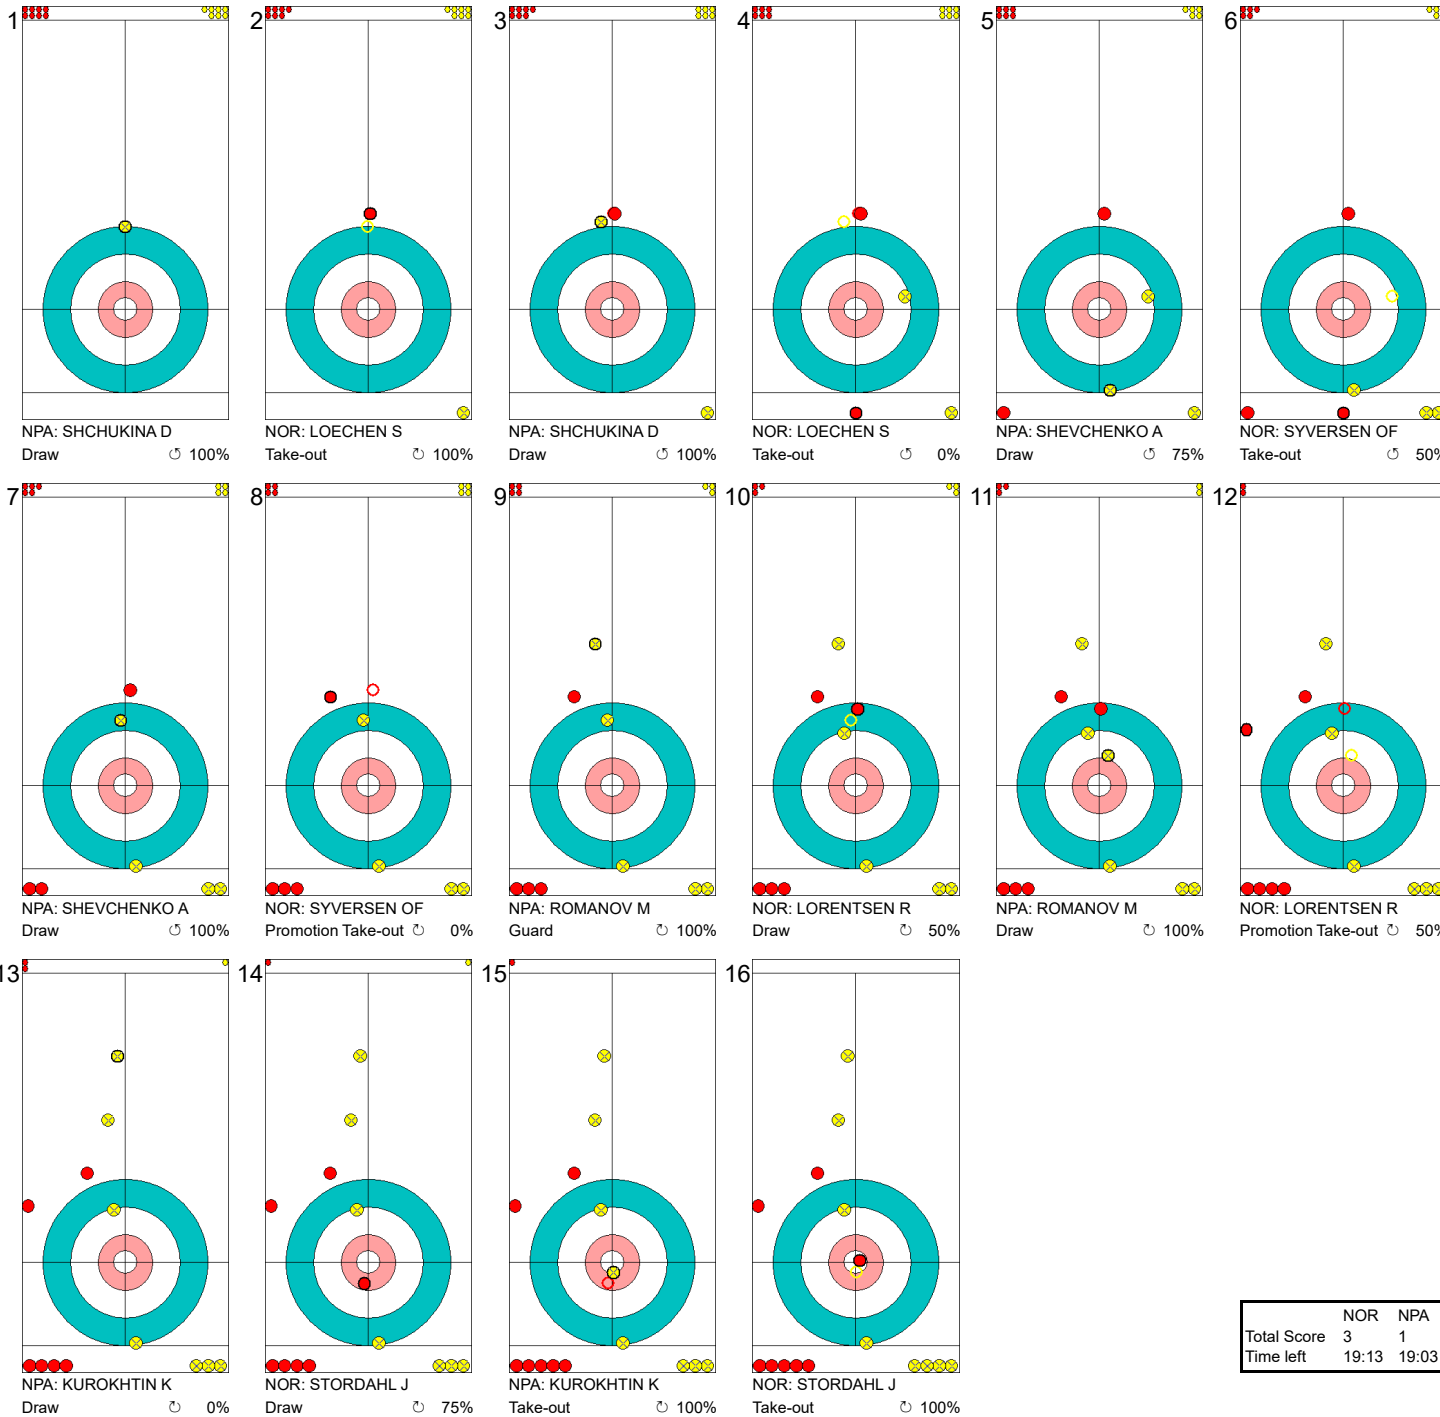 1 2 3 4 5 6
NPA: SHCHUKINA D NOR: LOECHEN S NPA: SHCHUKINA D NOR: LOECHEN S NPA: SHEVCHENKO A NOR: SYVERSEN OF
Draw 100% Take-out 100% Draw 100% Take-out 0% Draw 75% Take-out 50%
7 8 9 10 11 12
NPA: SHEVCHENKO A NOR: SYVERSEN OF NPA: ROMANOV M NOR: LORENTSEN R NPA: ROMANOV M NOR: LORENTSEN R
Draw 100% Promotion Take-out 0% Guard 100% Draw 50% Draw 100% Promotion Take-out 50%
13 14 15 16
NPA: KUROKHTIN K NOR: STORDAHL J NPA: KUROKHTIN K NOR: STORDAHL J
Draw 0% Draw 75% Take-out 100% Take-out 100%
NOR NPA
Total Score 3 1
Time left 19:13 19:03